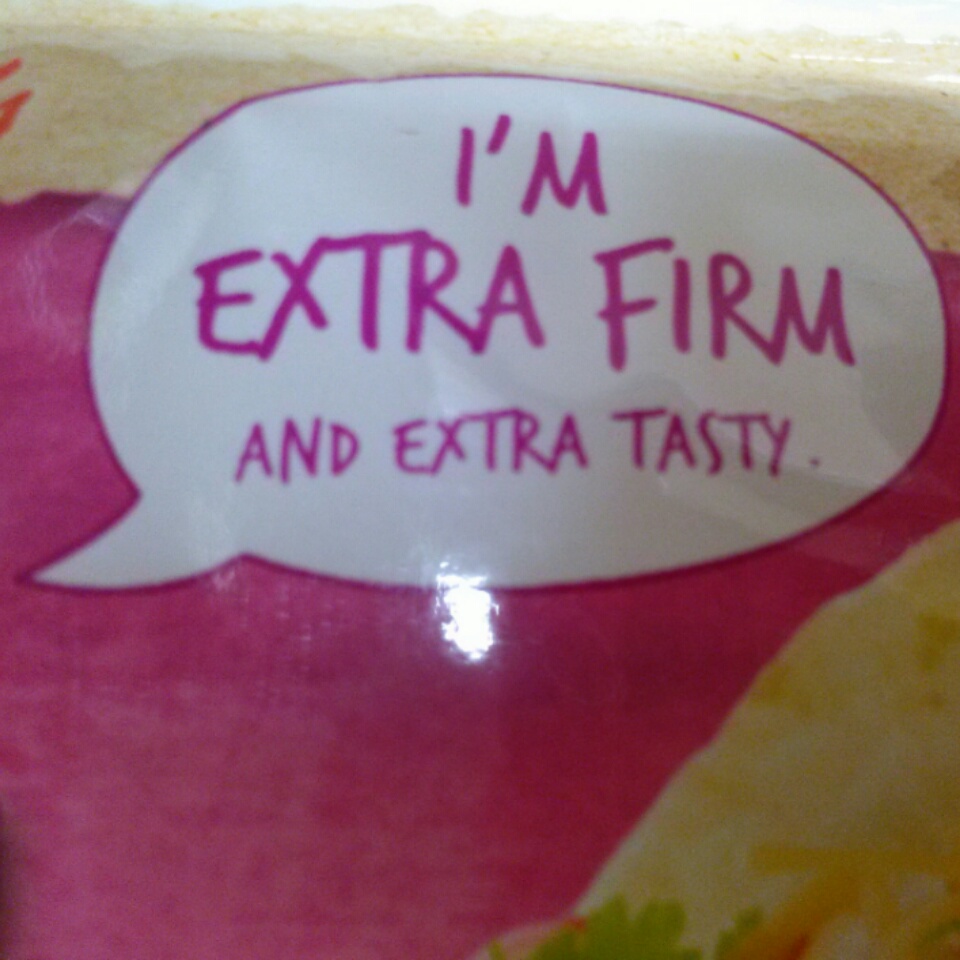 I'M
EXTRA FIRM
AND EXTRA TASTY.